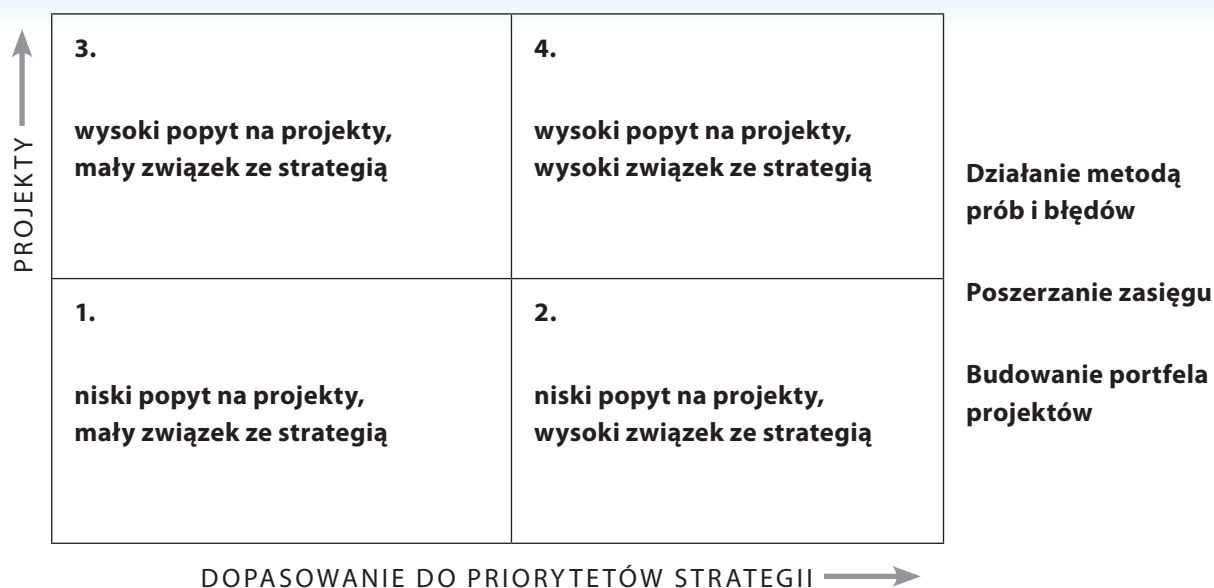 PROJEKTY
3.
wysoki popyt na projekty,
mały związek ze strategią
4.
wysoki popyt na projekty,
wysoki związek ze strategią
1.
niski popyt na projekty,
mały związek ze strategią
2.
niski popyt na projekty,
wysoki związek ze strategią
Działanie metodą
prób i błędów
Poszerzanie zasięgu
Budowanie portfela
projektów
DOPASOWANIE DO PRIORYTETÓW STRATEGII